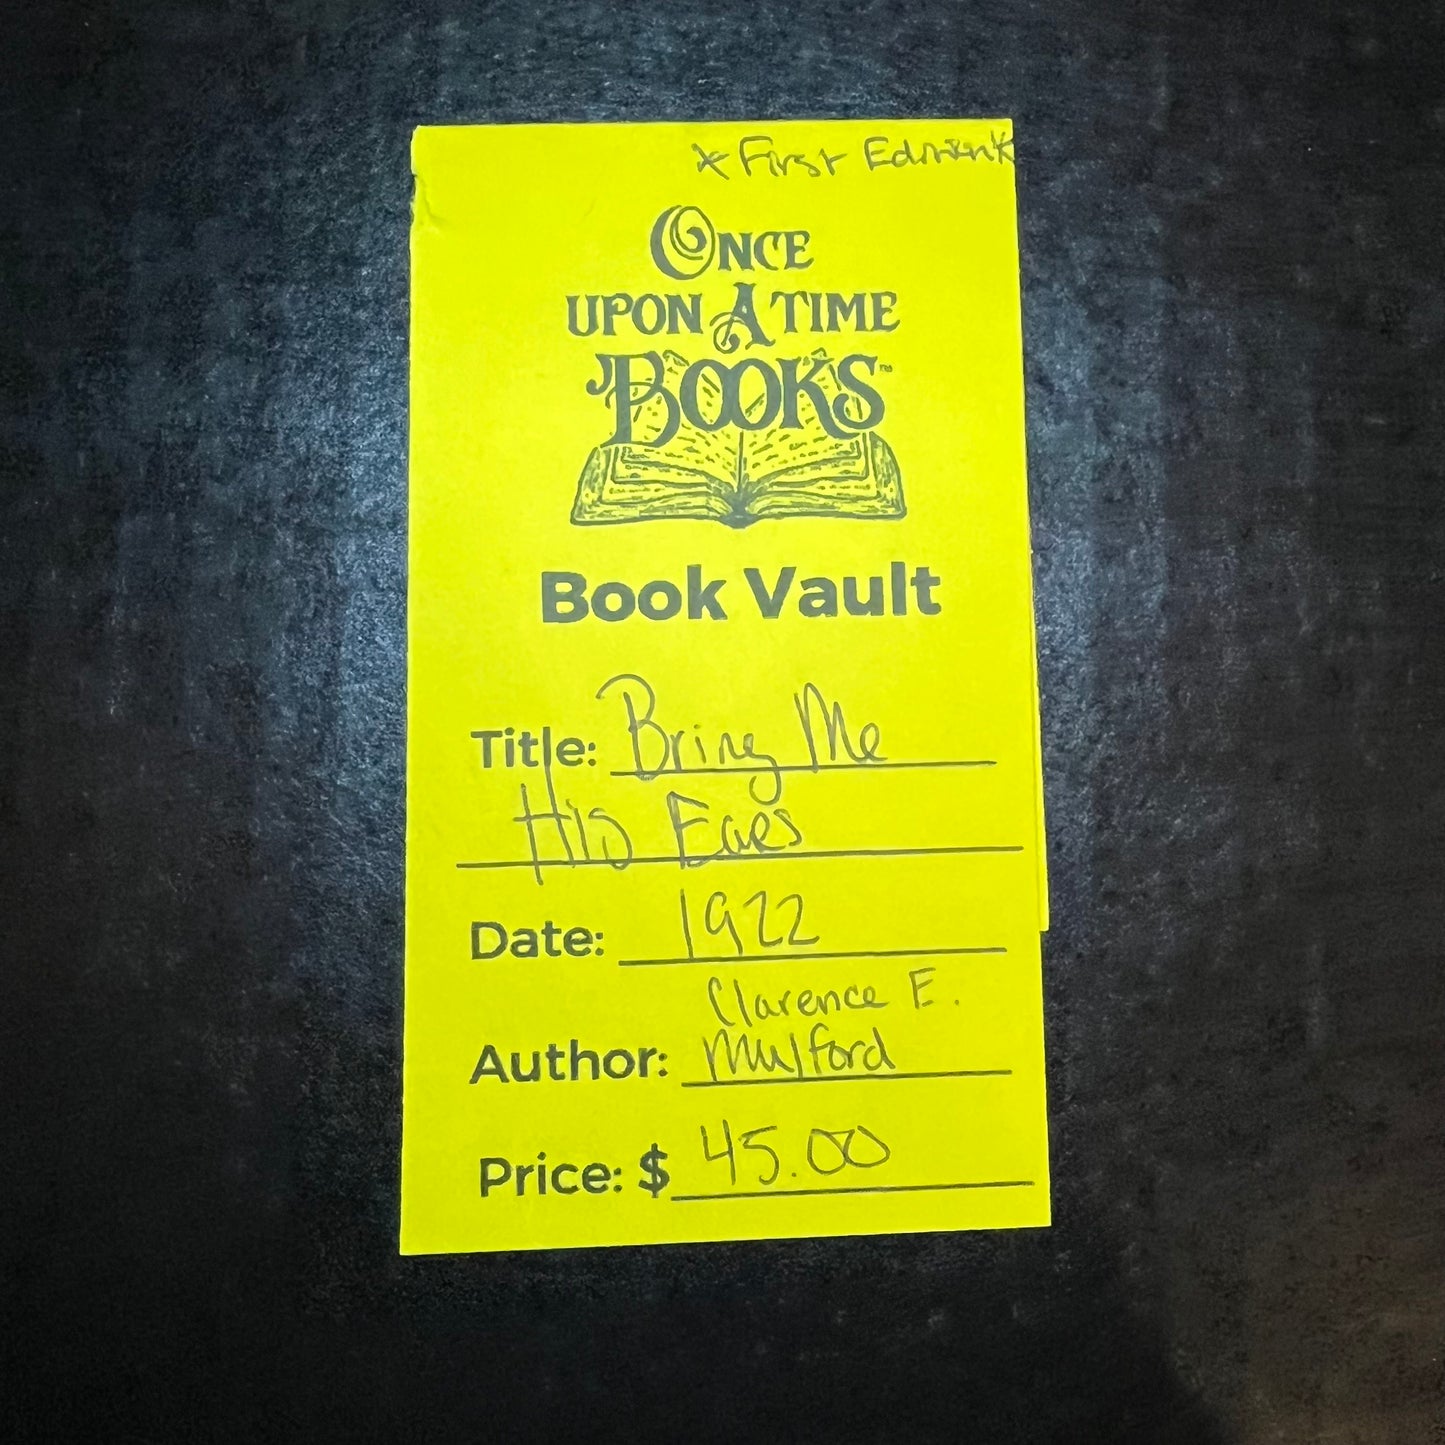 * First Edition *
ONCE
UPON A TIME
BOOKS™
Book Vault
Title: Bring Me
His Ears
Date: 1922
Clarence E.
Author: Mulford
Price: $ 45.00